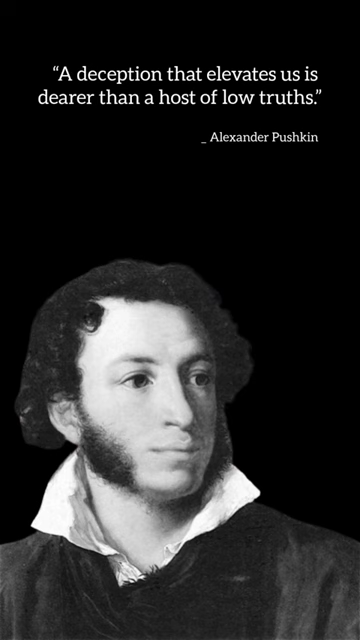 “A deception that elevates us is
dearer than a host of low truths.”
_ Alexander Pushkin